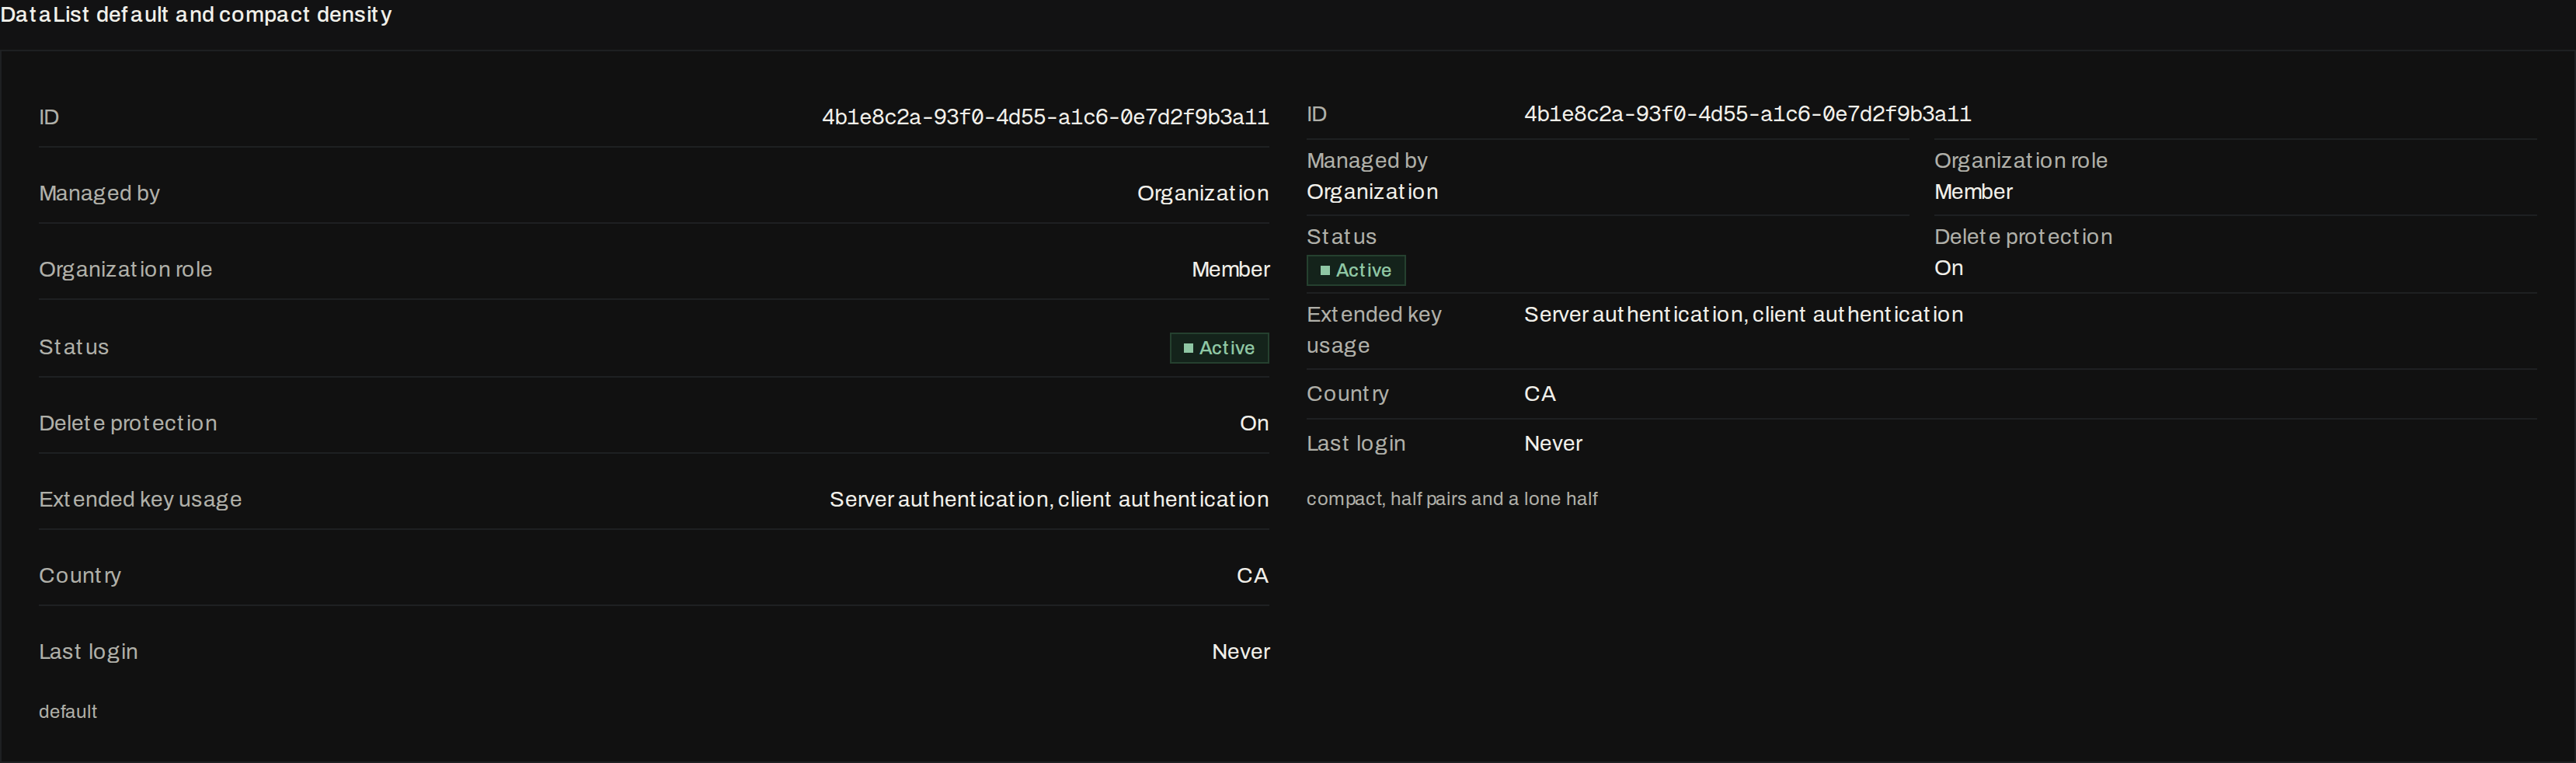 DataList default and compact density
ID 4b1e8c2a-93f0-4d55-a1c6-0e7d2f9b3a11
Managed by Organization
Organization role Member
Status Active
Delete protection On
Extended key usage Server authentication, client authentication
Country CA
Last login Never
default
ID 4b1e8c2a-93f0-4d55-a1c6-0e7d2f9b3a11
Managed by Organization role
Organization Member
Status Delete protection
Active On
Extended key Server authentication, client authentication
usage
Country CA
Last login Never
compact, half pairs and a lone half